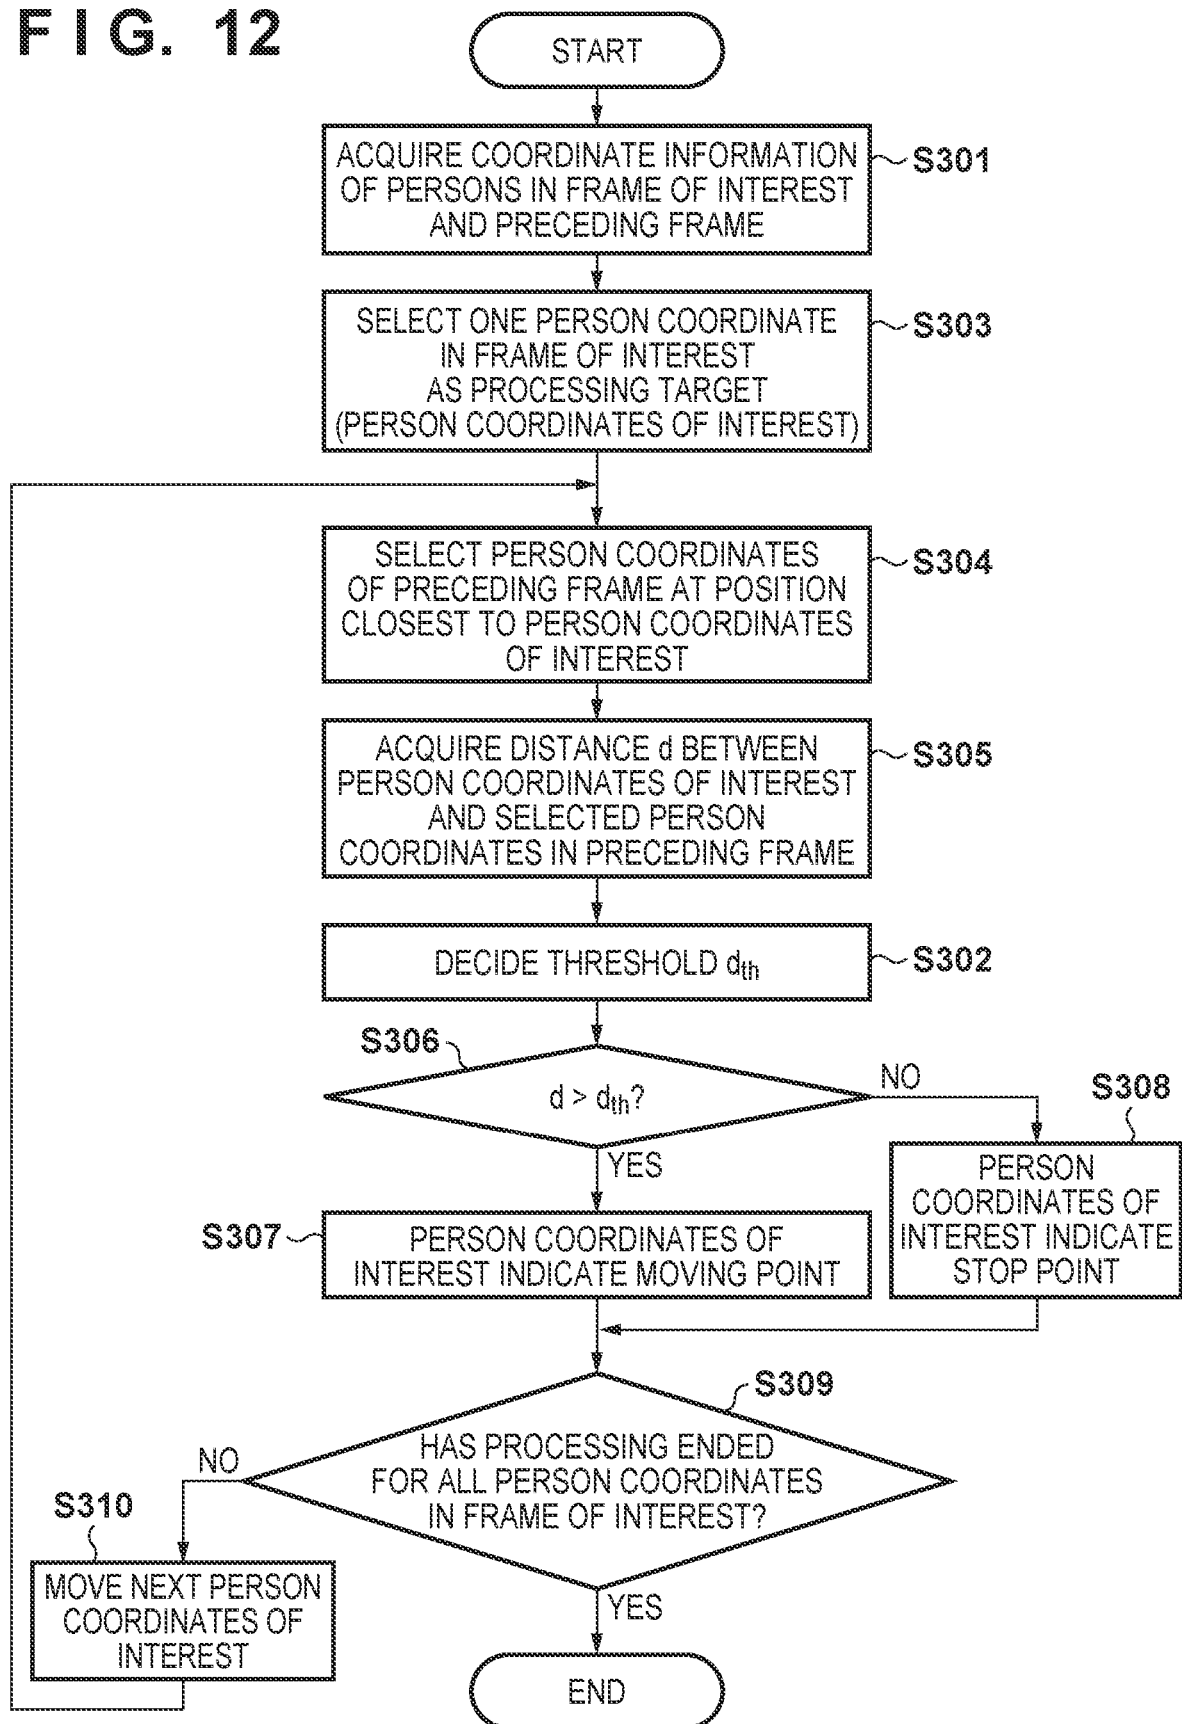 FIG. 12
START
ACQUIRE COORDINATE INFORMATION
OF PERSONS IN FRAME OF INTEREST
AND PRECEDING FRAME
S301
SELECT ONE PERSON COORDINATE
IN FRAME OF INTEREST
AS PROCESSING TARGET
(PERSON COORDINATES OF INTEREST)
S303
SELECT PERSON COORDINATES
OF PRECEDING FRAME AT POSITION
CLOSEST TO PERSON COORDINATES
OF INTEREST
S304
ACQUIRE DISTANCE d BETWEEN
PERSON COORDINATES OF INTEREST
AND SELECTED PERSON
COORDINATES IN PRECEDING FRAME
S305
DECIDE THRESHOLD dth
S302
S306
d > dth?
NO
YES
S308
PERSON
COORDINATES OF
INTEREST INDICATE
STOP POINT
S307
PERSON COORDINATES OF
INTEREST INDICATE MOVING POINT
S309
HAS PROCESSING ENDED
FOR ALL PERSON COORDINATES
IN FRAME OF INTEREST?
NO
S310
MOVE NEXT PERSON
COORDINATES OF
INTEREST
YES
END